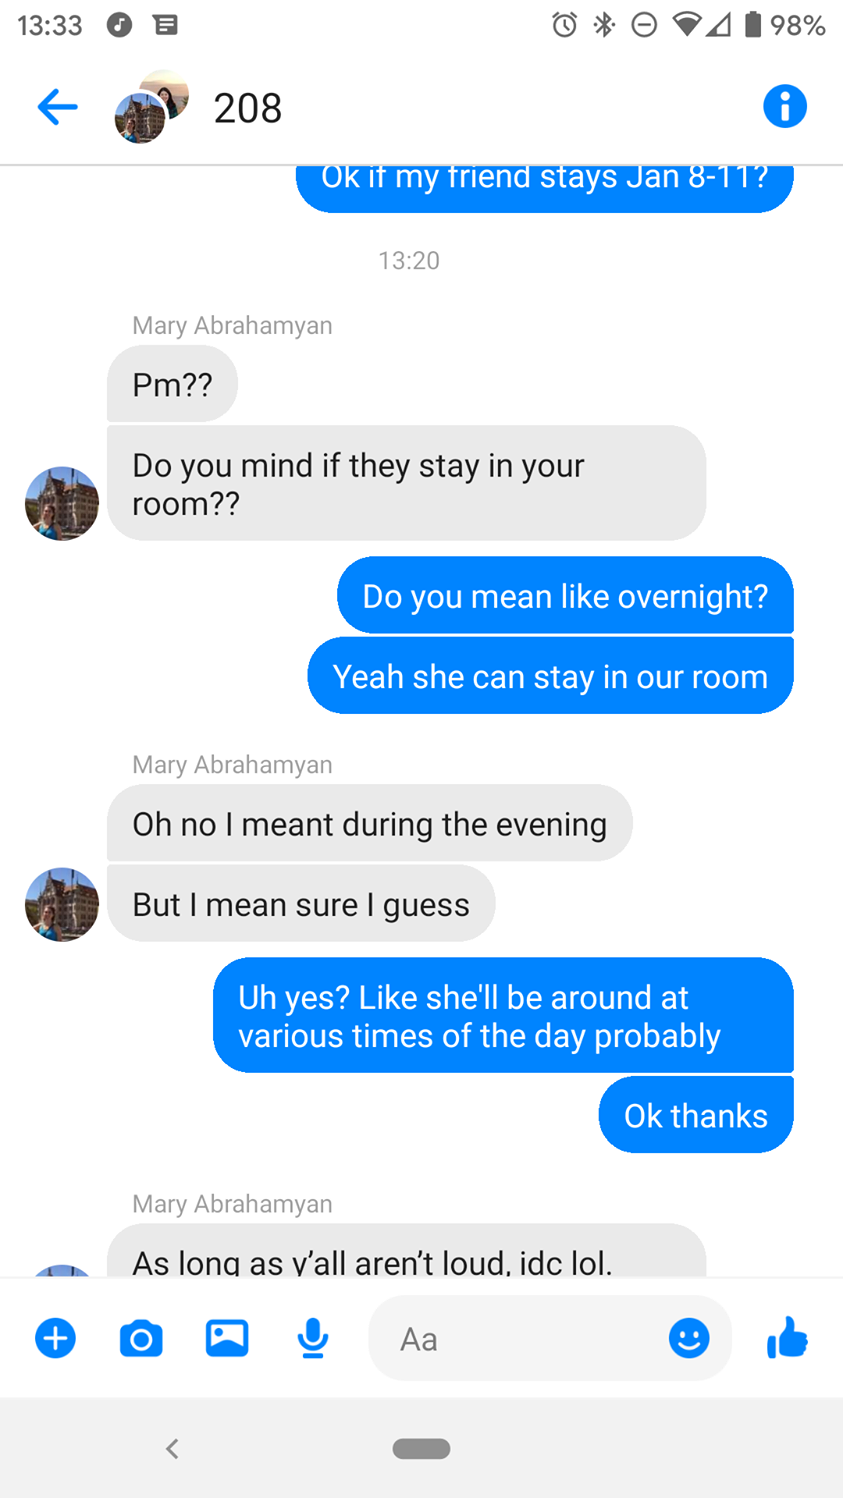 13:33
98%
208
Ok if my friend stays Jan 8-11?
13:20
Mary Abrahamyan
Pm??
Do you mind if they stay in your
room??
Do you mean like overnight?
Yeah she can stay in our room
Mary Abrahamyan
Oh no I meant during the evening
But I mean sure I guess
Uh yes? Like she'll be around at
various times of the day probably
Ok thanks
Mary Abrahamyan
As long as y’all aren’t loud, idc lol.
Aa